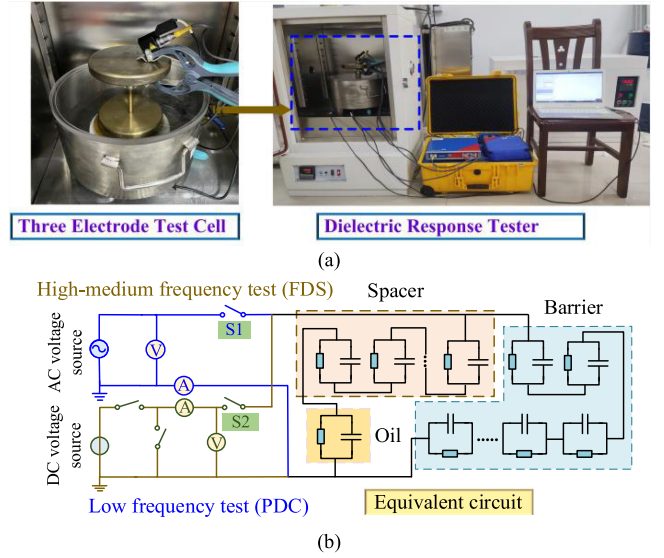 Three Electrode Test Cell
Dielectric Response Tester
(a)
High-medium frequency test (FDS)
Spacer
Barrier
S1
AC voltage
source
V
A
A
S2
V
DC voltage
source
Oil
Low frequency test (PDC)
Equivalent circuit
(b)